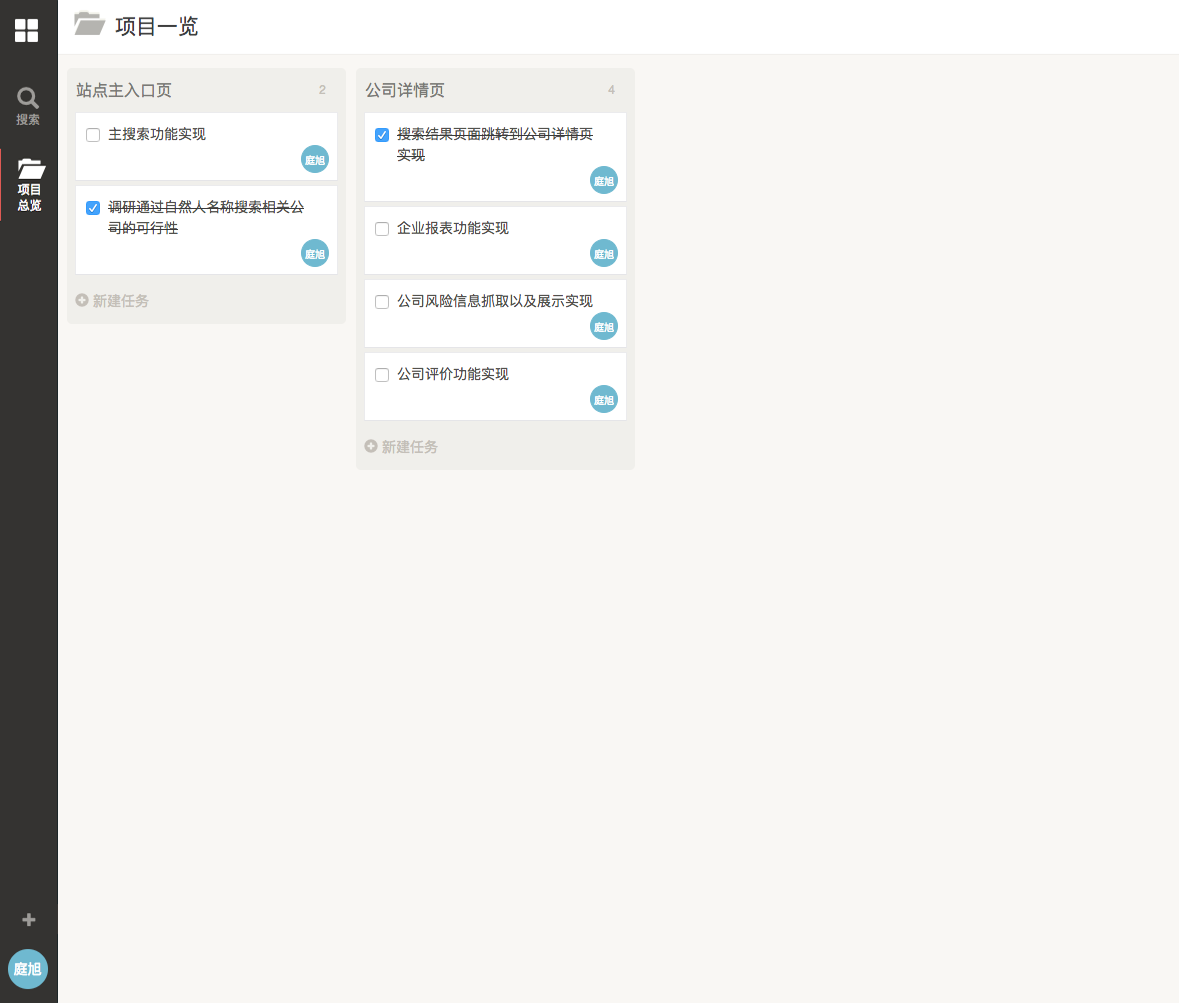 项目一览
搜索
项目
总览
站点主入口页 2
主搜索功能实现
庭旭
调研通过自然人名称搜索相关公
司的可行性
庭旭
新建任务
公司详情页 4
搜索结果页面跳转到公司详情页
实现
庭旭
企业报表功能实现
庭旭
公司风险信息抓取以及展示实现
庭旭
公司评价功能实现
庭旭
新建任务
庭旭